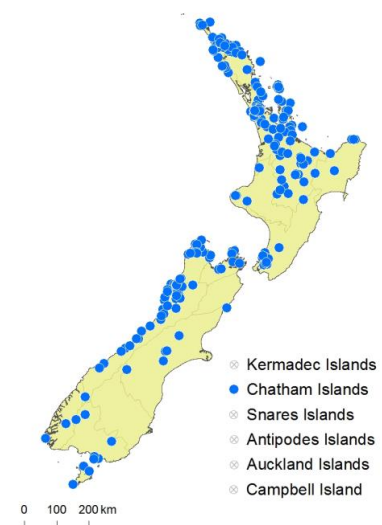 Kermadec Islands
Chatham Islands
Snares Islands
Antipodes Islands
Auckland Islands
Campbell Island
0 100 200 km